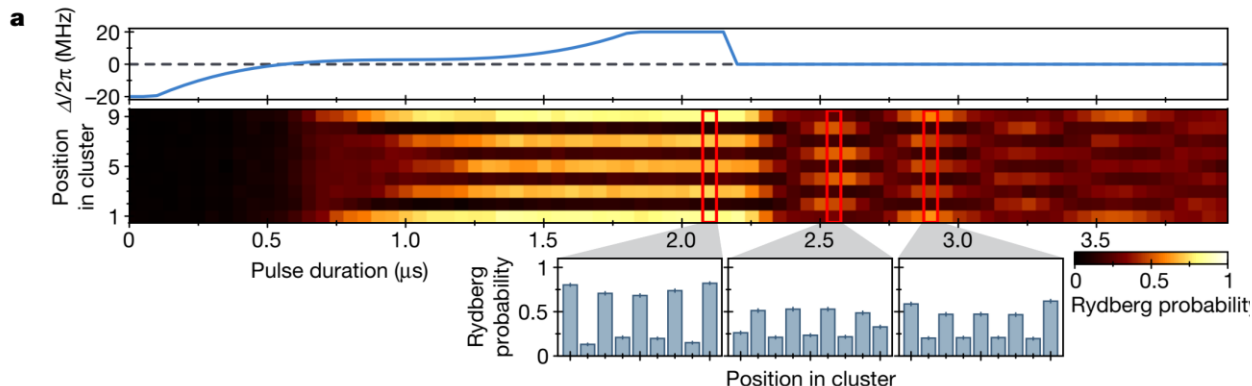 a
Δ/2π (MHz)
20
0
−20
Position
in cluster
9
5
1
0
0.5
1.0
1.5
2.0
2.5
3.0
3.5
Pulse duration (μs)
Rydberg
probability
1
0.5
0
Position in cluster
0
0.5
1
Rydberg probability